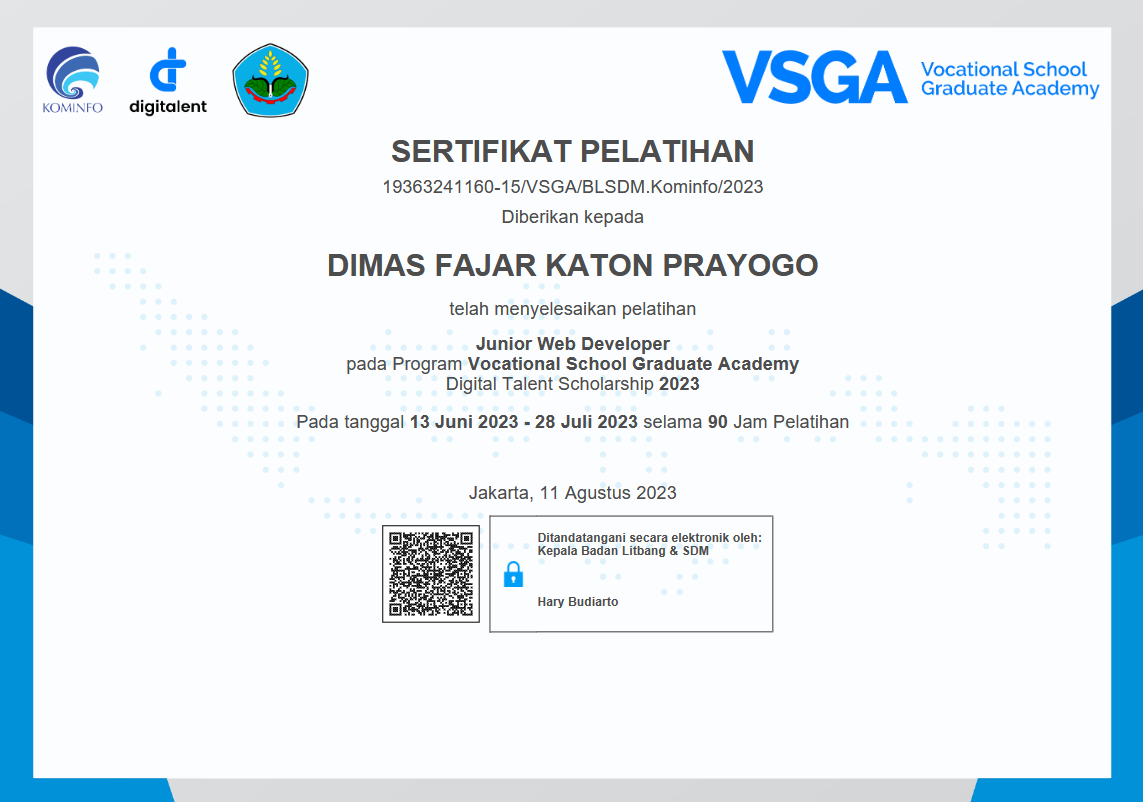 KOMINFO
digitalent
VSGA
Vocational School
Graduate Academy
SERTIFIKAT PELATIHAN
19363241160-15/VSGA/BLSDM.Kominfo/2023
Diberikan kepada
DIMAS FAJAR KATON PRAYOGO
telah menyelesaikan pelatihan
Junior Web Developer
pada Program Vocational School Graduate Academy
Digital Talent Scholarship 2023
Pada tanggal 13 Juni 2023 - 28 Juli 2023 selama 90 Jam Pelatihan
Jakarta, 11 Agustus 2023
Ditandatangani secara elektronik oleh:
Kepala Badan Litbang & SDM
Hary Budiarto